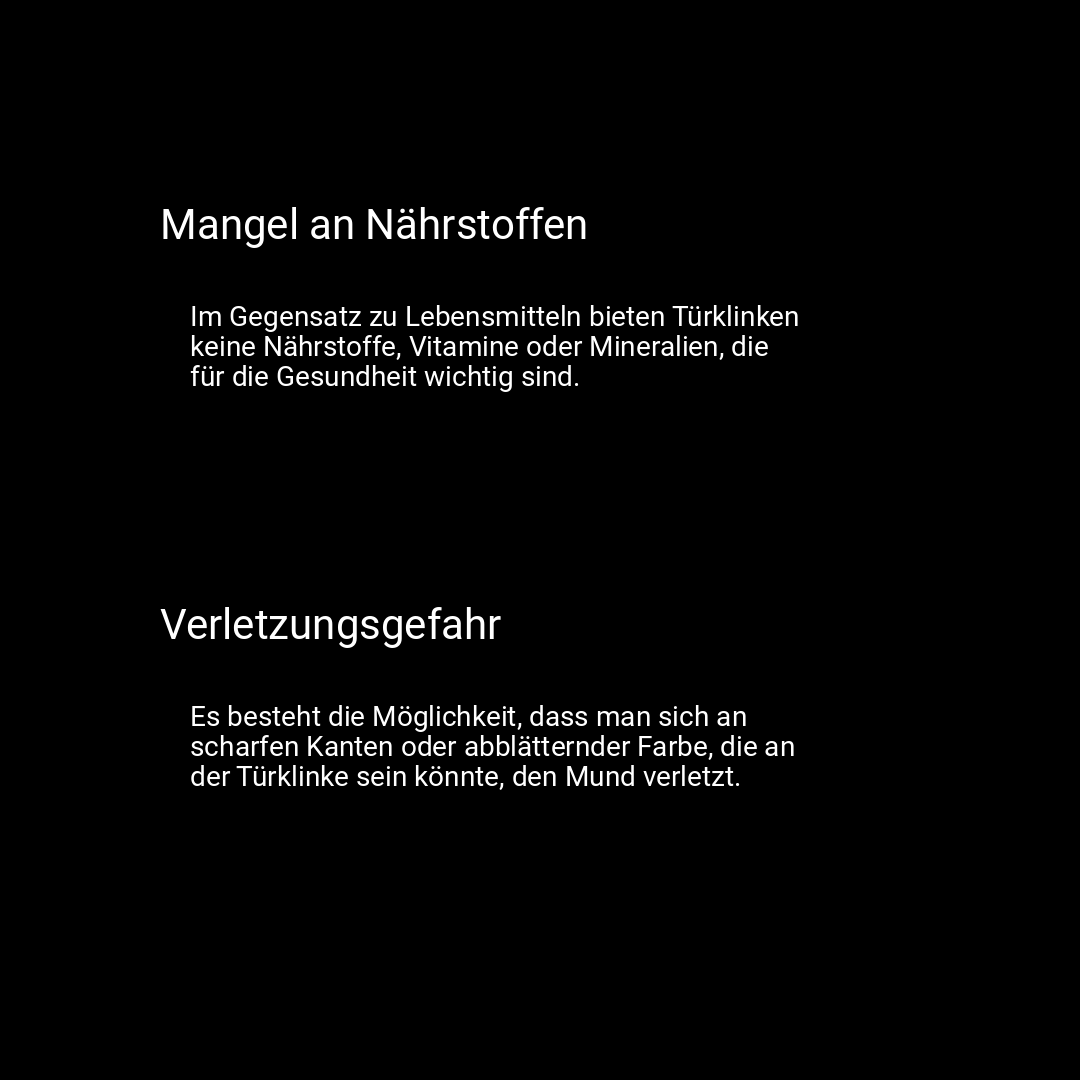 Mangel an Nährstoffen
Im Gegensatz zu Lebensmitteln bieten Türklinken
keine Nährstoffe, Vitamine oder Mineralien, die
für die Gesundheit wichtig sind.
Verletzungsgefahr
Es besteht die Möglichkeit, dass man sich an
scharfen Kanten oder abblätternder Farbe, die an
der Türklinke sein könnte, den Mund verletzt.